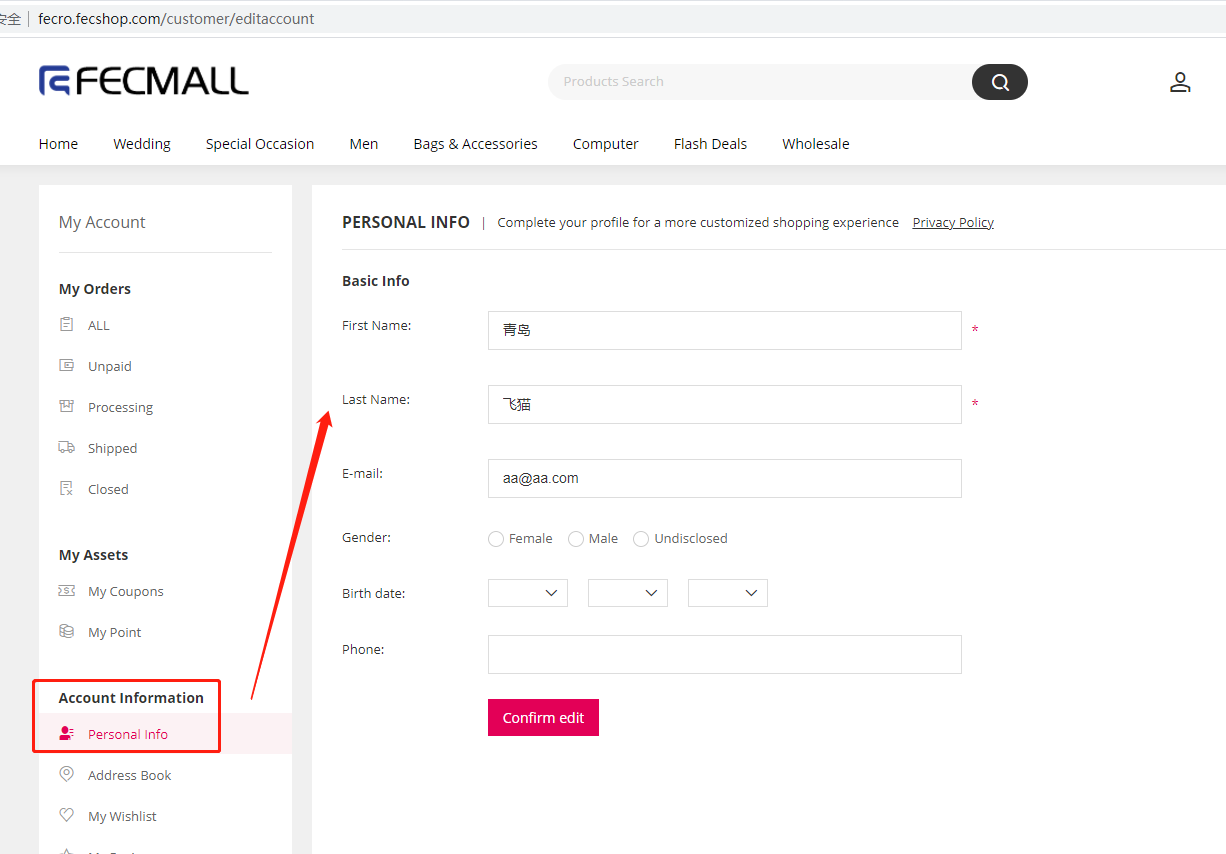 安全 fecro.fecshop.com/customer/editaccount
FECMALL
Products Search
Home Wedding Special Occasion Men Bags & Accessories Computer Flash Deals Wholesale
My Account
My Orders
ALL
Unpaid
Processing
Shipped
Closed
My Assets
My Coupons
My Point
Account Information
Personal Info
Address Book
My Wishlist
PERSONAL INFO | Complete your profile for a more customized shopping experience Privacy Policy
Basic Info
First Name: 青岛 *
Last Name: 飞猫 *
E-mail: aa@aa.com
Gender: Female Male Undisclosed
Birth date:
Phone:
Confirm edit